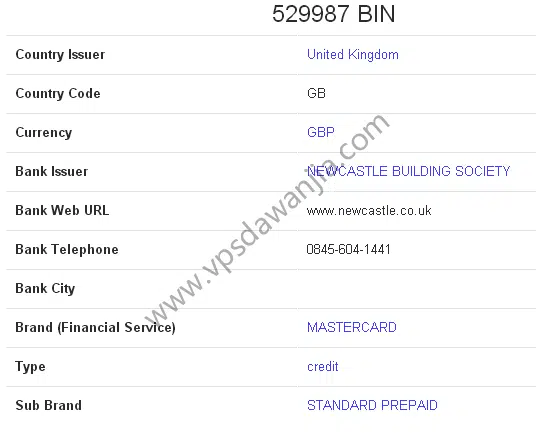 529987 BIN
Country Issuer United Kingdom
Country Code GB
Currency GBP
Bank Issuer NEWCASTLE BUILDING SOCIETY
Bank Web URL www.newcastle.co.uk
Bank Telephone 0845-604-1441
Bank City
Brand (Financial Service) MASTERCARD
Type credit
Sub Brand STANDARD PREPAID
www.vpsdawanjia.com